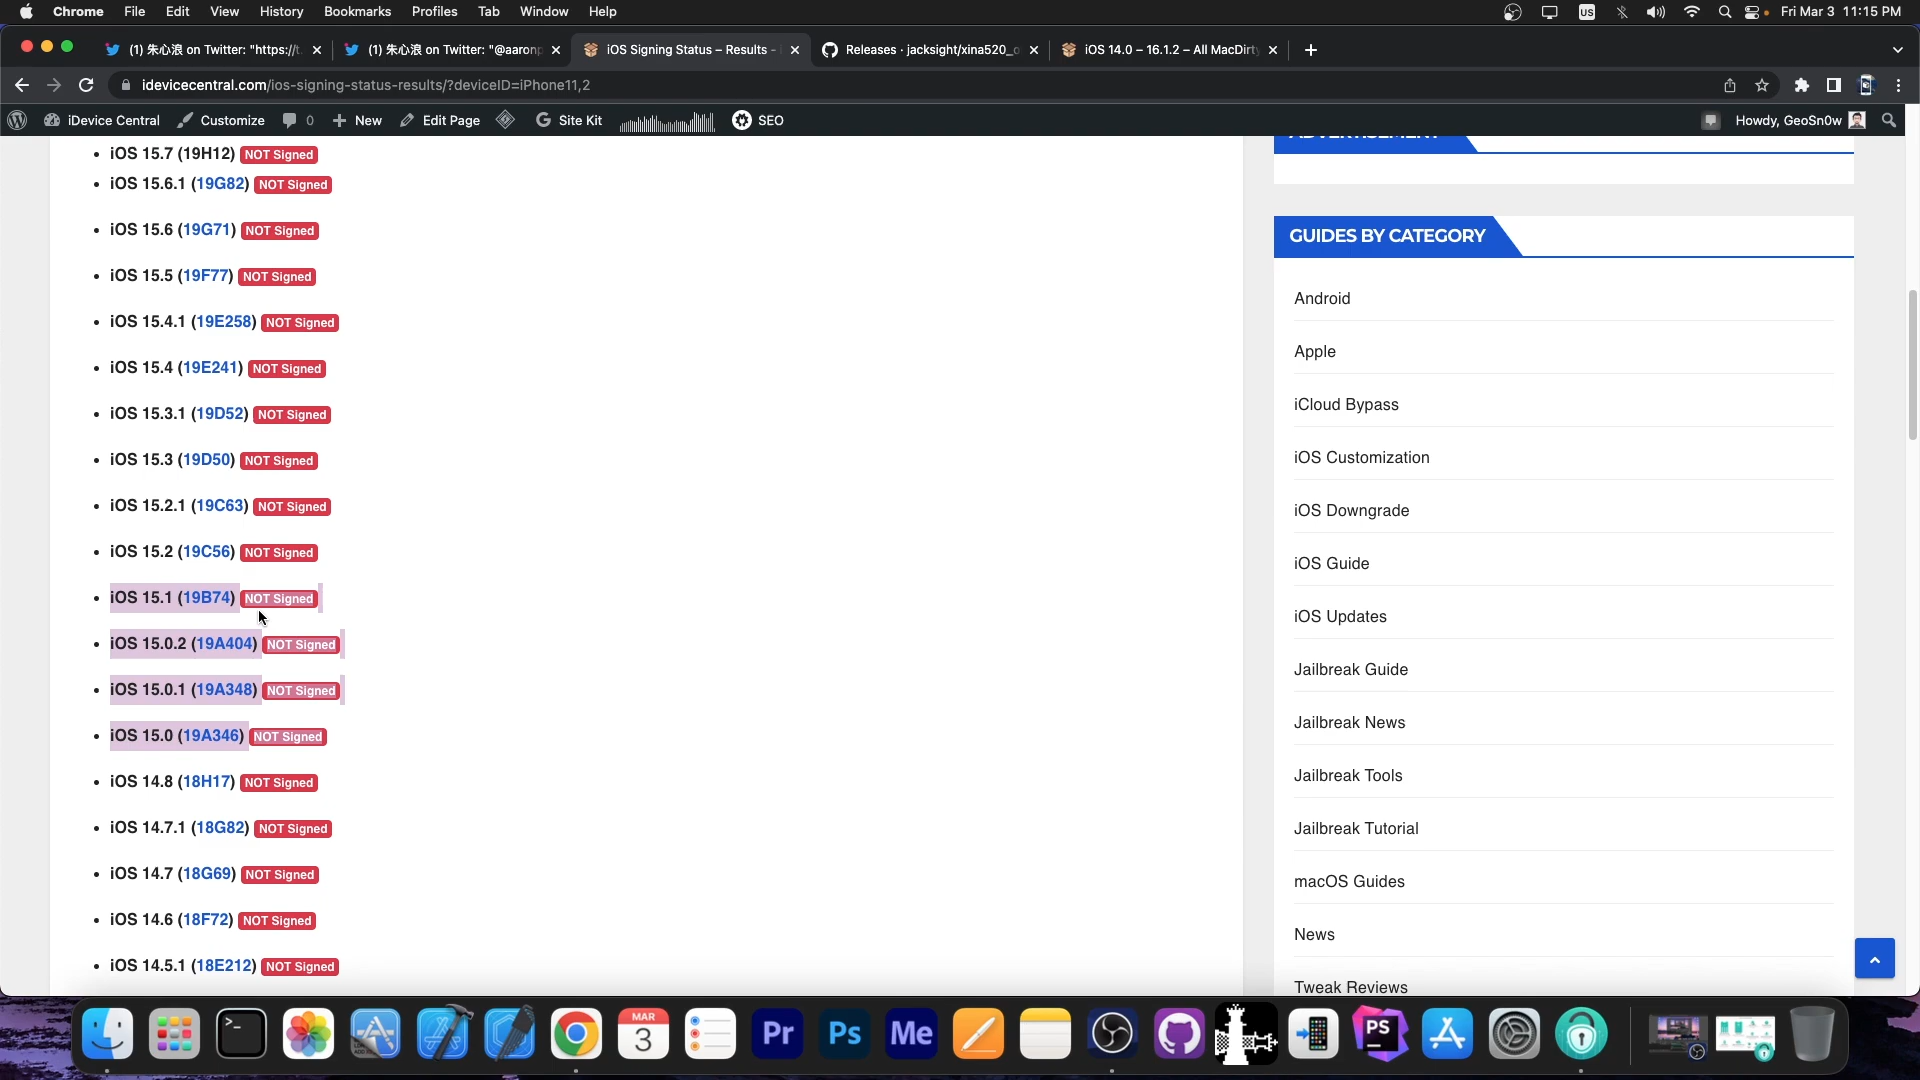 Chrome File Edit View History Bookmarks Profiles Tab Window Help US Fri Mar 3 11:15 PM
(1) 朱心浪 on Twitter: "https://t. (1) 朱心浪 on Twitter: "@aaronp iOS Signing Status – Results - Releases · jacksight/xina520_o iOS 14.0 – 16.1.2 – All MacDirty
idevicecentral.com/ios-signing-status-results/?deviceID=iPhone11,2
iDevice Central Customize 0 New Edit Page Site Kit SEO Howdy, GeoSn0w
iOS 15.7 (19H12) NOT Signed
iOS 15.6.1 (19G82) NOT Signed
iOS 15.6 (19G71) NOT Signed
iOS 15.5 (19F77) NOT Signed
iOS 15.4.1 (19E258) NOT Signed
iOS 15.4 (19E241) NOT Signed
iOS 15.3.1 (19D52) NOT Signed
iOS 15.3 (19D50) NOT Signed
iOS 15.2.1 (19C63) NOT Signed
iOS 15.2 (19C56) NOT Signed
iOS 15.1 (19B74) NOT Signed
iOS 15.0.2 (19A404) NOT Signed
iOS 15.0.1 (19A348) NOT Signed
iOS 15.0 (19A346) NOT Signed
iOS 14.8 (18H17) NOT Signed
iOS 14.7.1 (18G82) NOT Signed
iOS 14.7 (18G69) NOT Signed
iOS 14.6 (18F72) NOT Signed
iOS 14.5.1 (18E212) NOT Signed
ADVERTISEMENT
GUIDES BY CATEGORY
Android
Apple
iCloud Bypass
iOS Customization
iOS Downgrade
iOS Guide
iOS Updates
Jailbreak Guide
Jailbreak News
Jailbreak Tools
Jailbreak Tutorial
macOS Guides
News
Tweak Reviews
MAR
3
Pr Ps Me PS